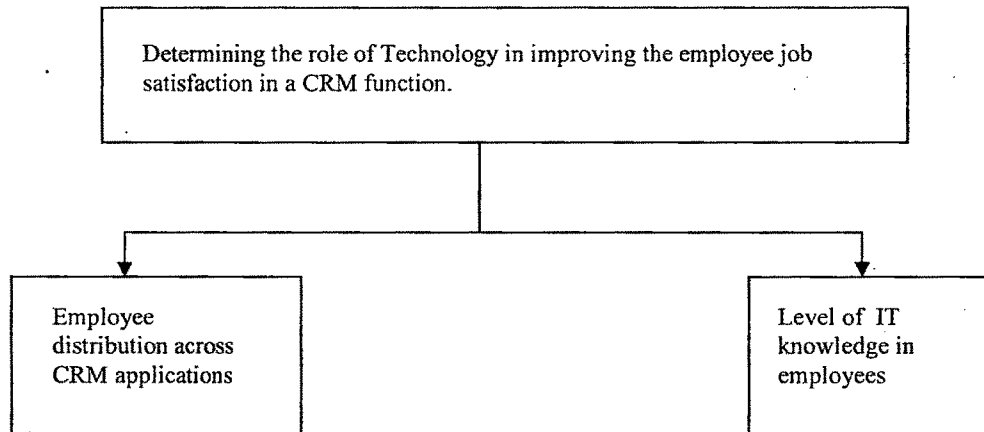 Determining the role of Technology in improving the employee job
satisfaction in a CRM function.
Employee
distribution across
CRM applications
Level of IT
knowledge in
employees